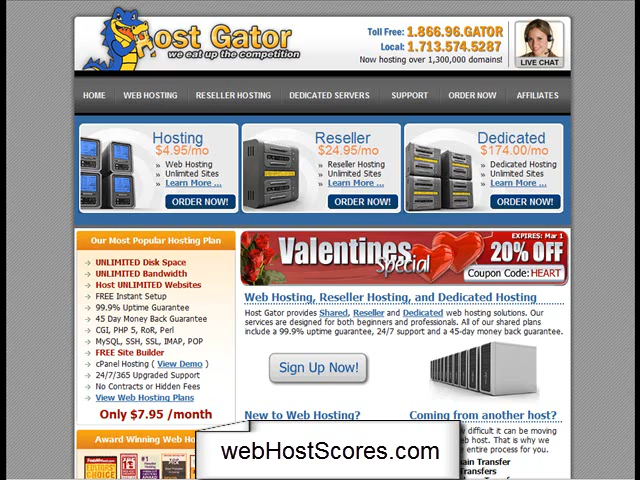 Host Gator
we eat up the competition
Toll Free: 1.866.96.GATOR
Local: 1.713.574.5287
Now hosting over 1,300,000 domains!
LIVE CHAT
HOME WEB HOSTING RESELLER HOSTING DEDICATED SERVERS SUPPORT ORDER NOW AFFILIATES
Hosting
$4.95/mo
» Web Hosting
» Unlimited Sites
» Learn More ...
ORDER NOW!
Reseller
$24.95/mo
» Reseller Hosting
» Unlimited Sites
» Learn More ...
ORDER NOW!
Dedicated
$174.00/mo
» Dedicated Hosting
» Unlimited Sites
» Learn More ...
ORDER NOW!
Our Most Popular Hosting Plan
UNLIMITED Disk Space
UNLIMITED Bandwidth
Host UNLIMITED Websites
FREE Instant Setup
99.9% Uptime Guarantee
45 Day Money Back Guarantee
CGI, PHP 5, RoR, Perl
MySQL, SSH, SSL, IMAP, POP
FREE Site Builder
cPanel Hosting ( View Demo )
24/7/365 Upgraded Support
No Contracts or Hidden Fees
View Web Hosting Plans
Only $7.95 /month
Award Winning Web Ho
Valentines
Special
EXPIRES: Mar 1
20% OFF
Coupon Code: HEART
Web Hosting, Reseller Hosting, and Dedicated Hosting
Host Gator provides Shared, Reseller and Dedicated web hosting solutions. Our
services are designed for both beginners and professionals. All of our shared plans
include a 99.9% uptime guarantee, 24/7 support and a 45-day money back guarantee.
Sign Up Now!
New to Web Hosting?
Coming from another host?
difficult it can be moving
web host. That is why we
entire process for you.
ain Transfer
Transfers
webHostScores.com